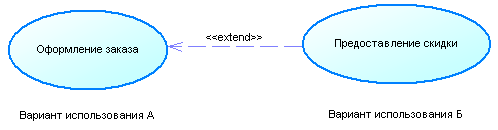 <<extend>>
Оформление заказа
Предоставление скидки
Вариант использования А
Вариант использования Б